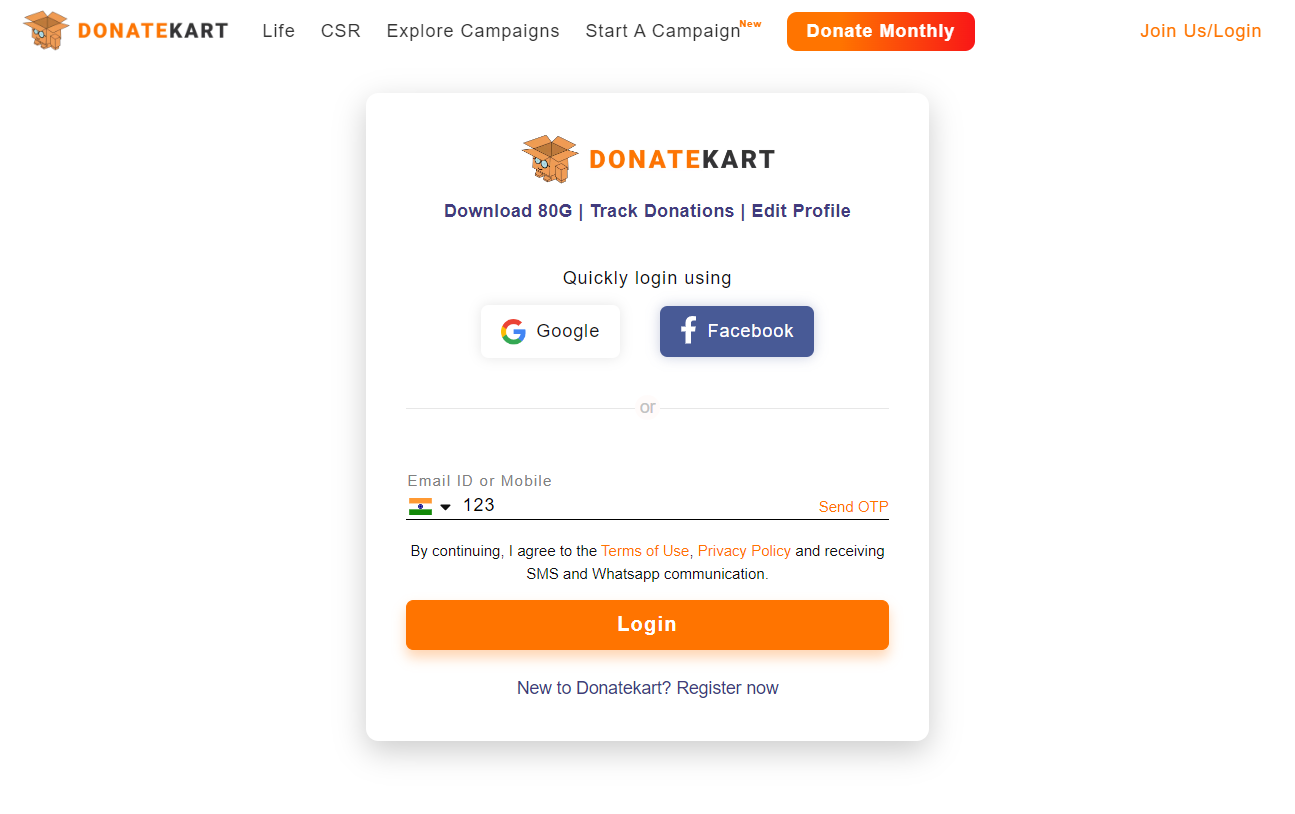 DONATEKART Life CSR Explore Campaigns Start A Campaign New Donate Monthly Join Us/Login
DONATEKART
Download 80G | Track Donations | Edit Profile
Quickly login using
Google Facebook
or
Email ID or Mobile
123 Send OTP
By continuing, I agree to the Terms of Use, Privacy Policy and receiving
SMS and Whatsapp communication.
Login
New to Donatekart? Register now